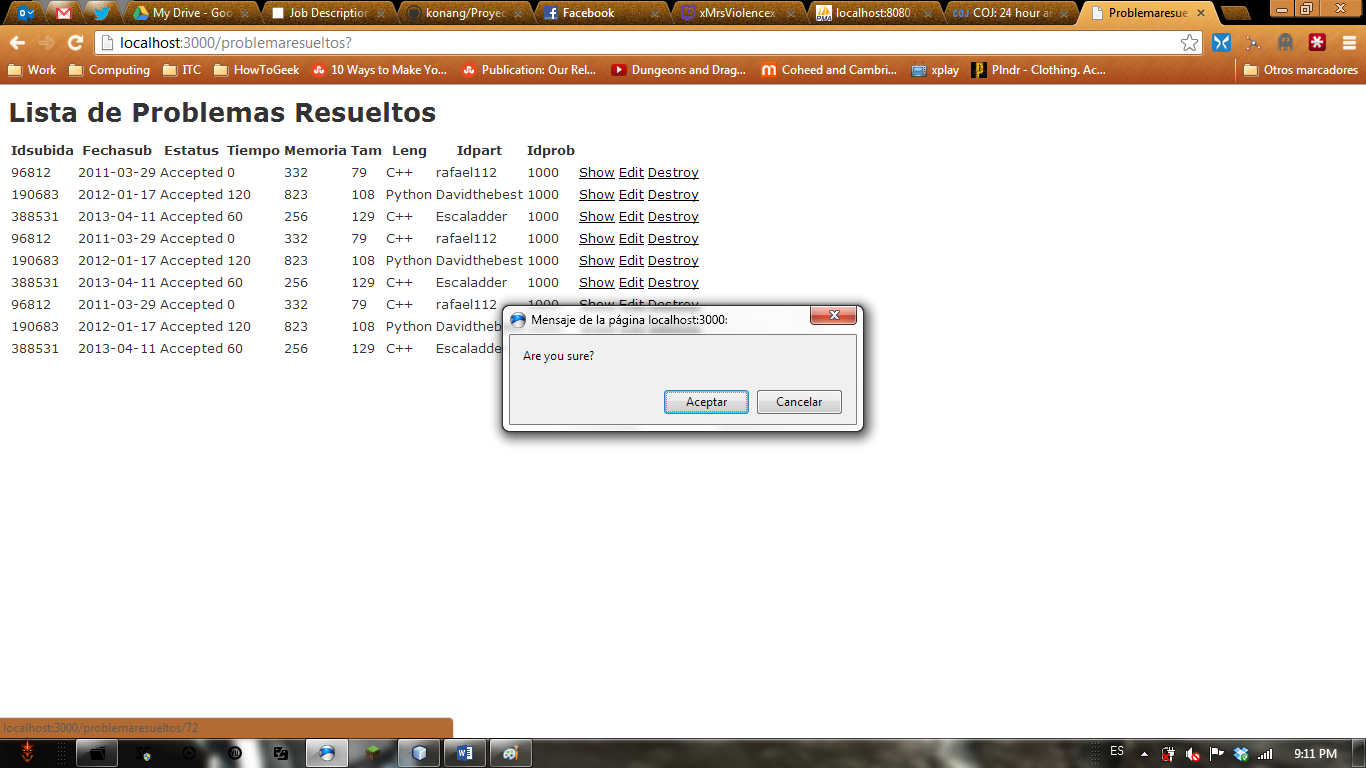 My Drive - Goo
Job Description
konang/Proyec
Facebook
xMrsViolencex
localhost:8080
COJ: 24 hour a
Problemaresue
localhost:3000/problemaresueltos?
Work Computing ITC HowToGeek 10 Ways to Make Yo... Publication: Our Rel... Dungeons and Drag... Coheed and Cambri... xplay Plndr - Clothing. Ac... Otros marcadores
Lista de Problemas Resueltos
Idsubida Fechasub Estatus Tiempo Memoria Tam Leng Idpart Idprob
96812 2011-03-29 Accepted 0 332 79 C++ rafael112 1000 Show Edit Destroy
190683 2012-01-17 Accepted 120 823 108 Python Davidthebest 1000 Show Edit Destroy
388531 2013-04-11 Accepted 60 256 129 C++ Escaladder 1000 Show Edit Destroy
96812 2011-03-29 Accepted 0 332 79 C++ rafael112 1000 Show Edit Destroy
190683 2012-01-17 Accepted 120 823 108 Python Davidthebest 1000 Show Edit Destroy
388531 2013-04-11 Accepted 60 256 129 C++ Escaladder 1000 Show Edit Destroy
96812 2011-03-29 Accepted 0 332 79 C++ rafael112 1000 Show Edit Destroy
190683 2012-01-17 Accepted 120 823 108 Python Davidtheb
388531 2013-04-11 Accepted 60 256 129 C++ Escaladde
Mensaje de la página localhost:3000:
Are you sure?
Aceptar Cancelar
localhost:3000/problemaresueltos/72
ES 9:11 PM